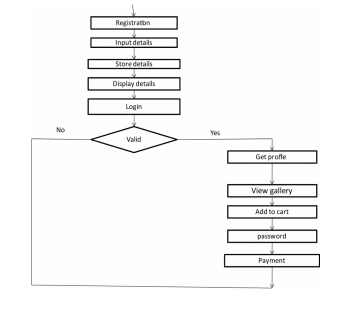 Registration
Input details
Store details
Display details
Login
No
Valid
Yes
Get profle
View gallery
Add to cart
password
Payment